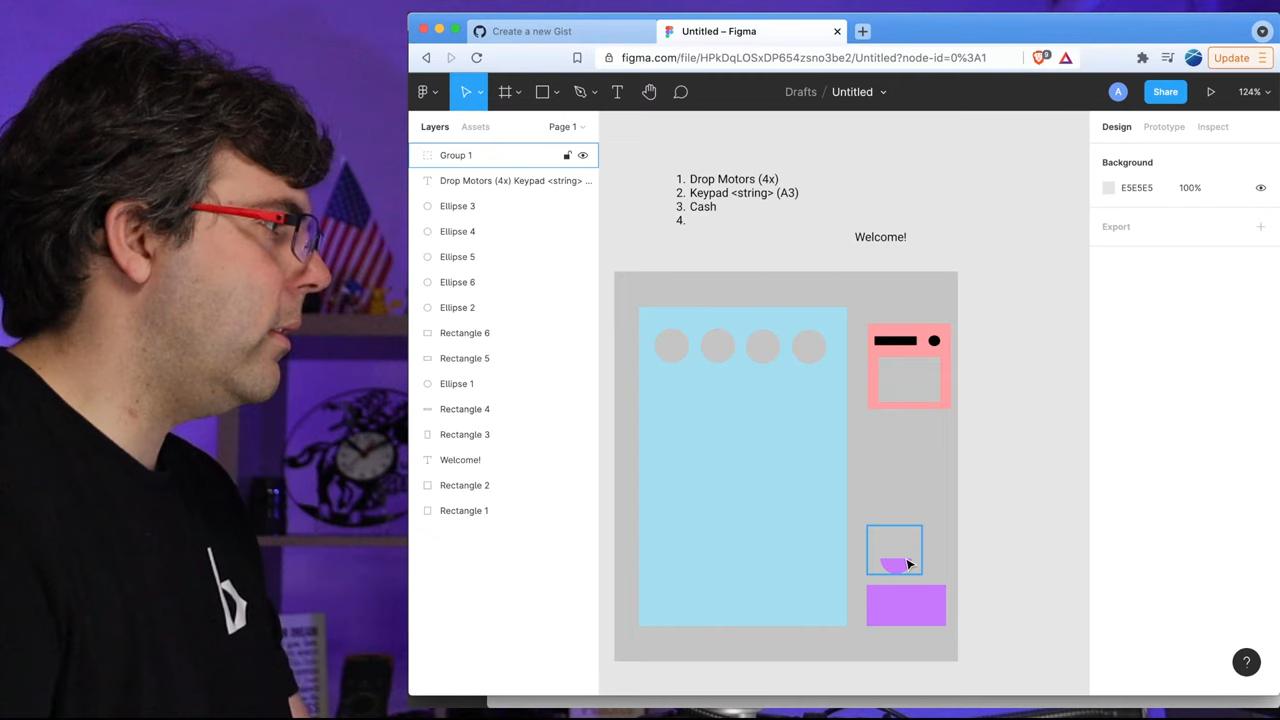 Create a new Gist
Untitled – Figma
figma.com/file/HPkDqLOSxDP654zsno3be2/Untitled?node-id=0%3A1
9
Update
Drafts / Untitled
A
Share
124%
Layers
Assets
Page 1
Design
Prototype
Inspect
Group 1
Drop Motors (4x) Keypad <string> ...
Ellipse 3
Ellipse 4
Ellipse 5
Ellipse 6
Ellipse 2
Rectangle 6
Rectangle 5
Ellipse 1
Rectangle 4
Rectangle 3
Welcome!
Rectangle 2
Rectangle 1
1. Drop Motors (4x)
2. Keypad <string> (A3)
3. Cash
4.
Welcome!
Background
E5E5E5
100%
Export
?